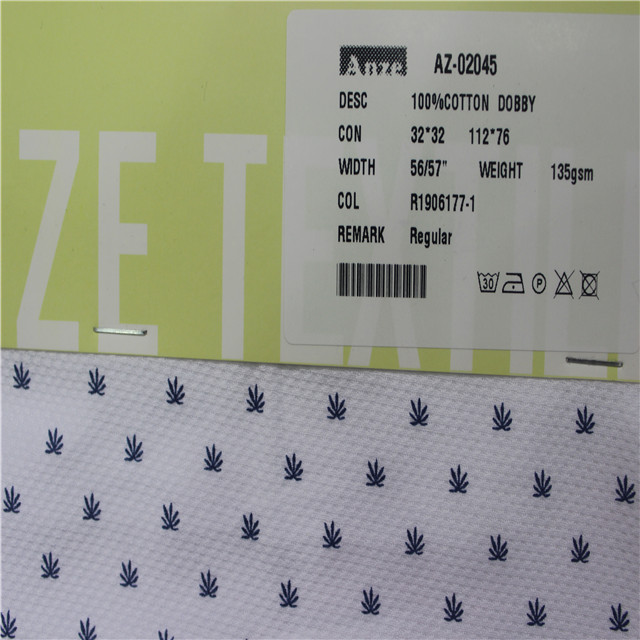 Anze AZ-02045
DESC 100%COTTON DOBBY
CON 32*32 112*76
WIDTH 56/57" WEIGHT 135gsm
COL R1906177-1
REMARK Regular
30 P
ZE TEXTILE